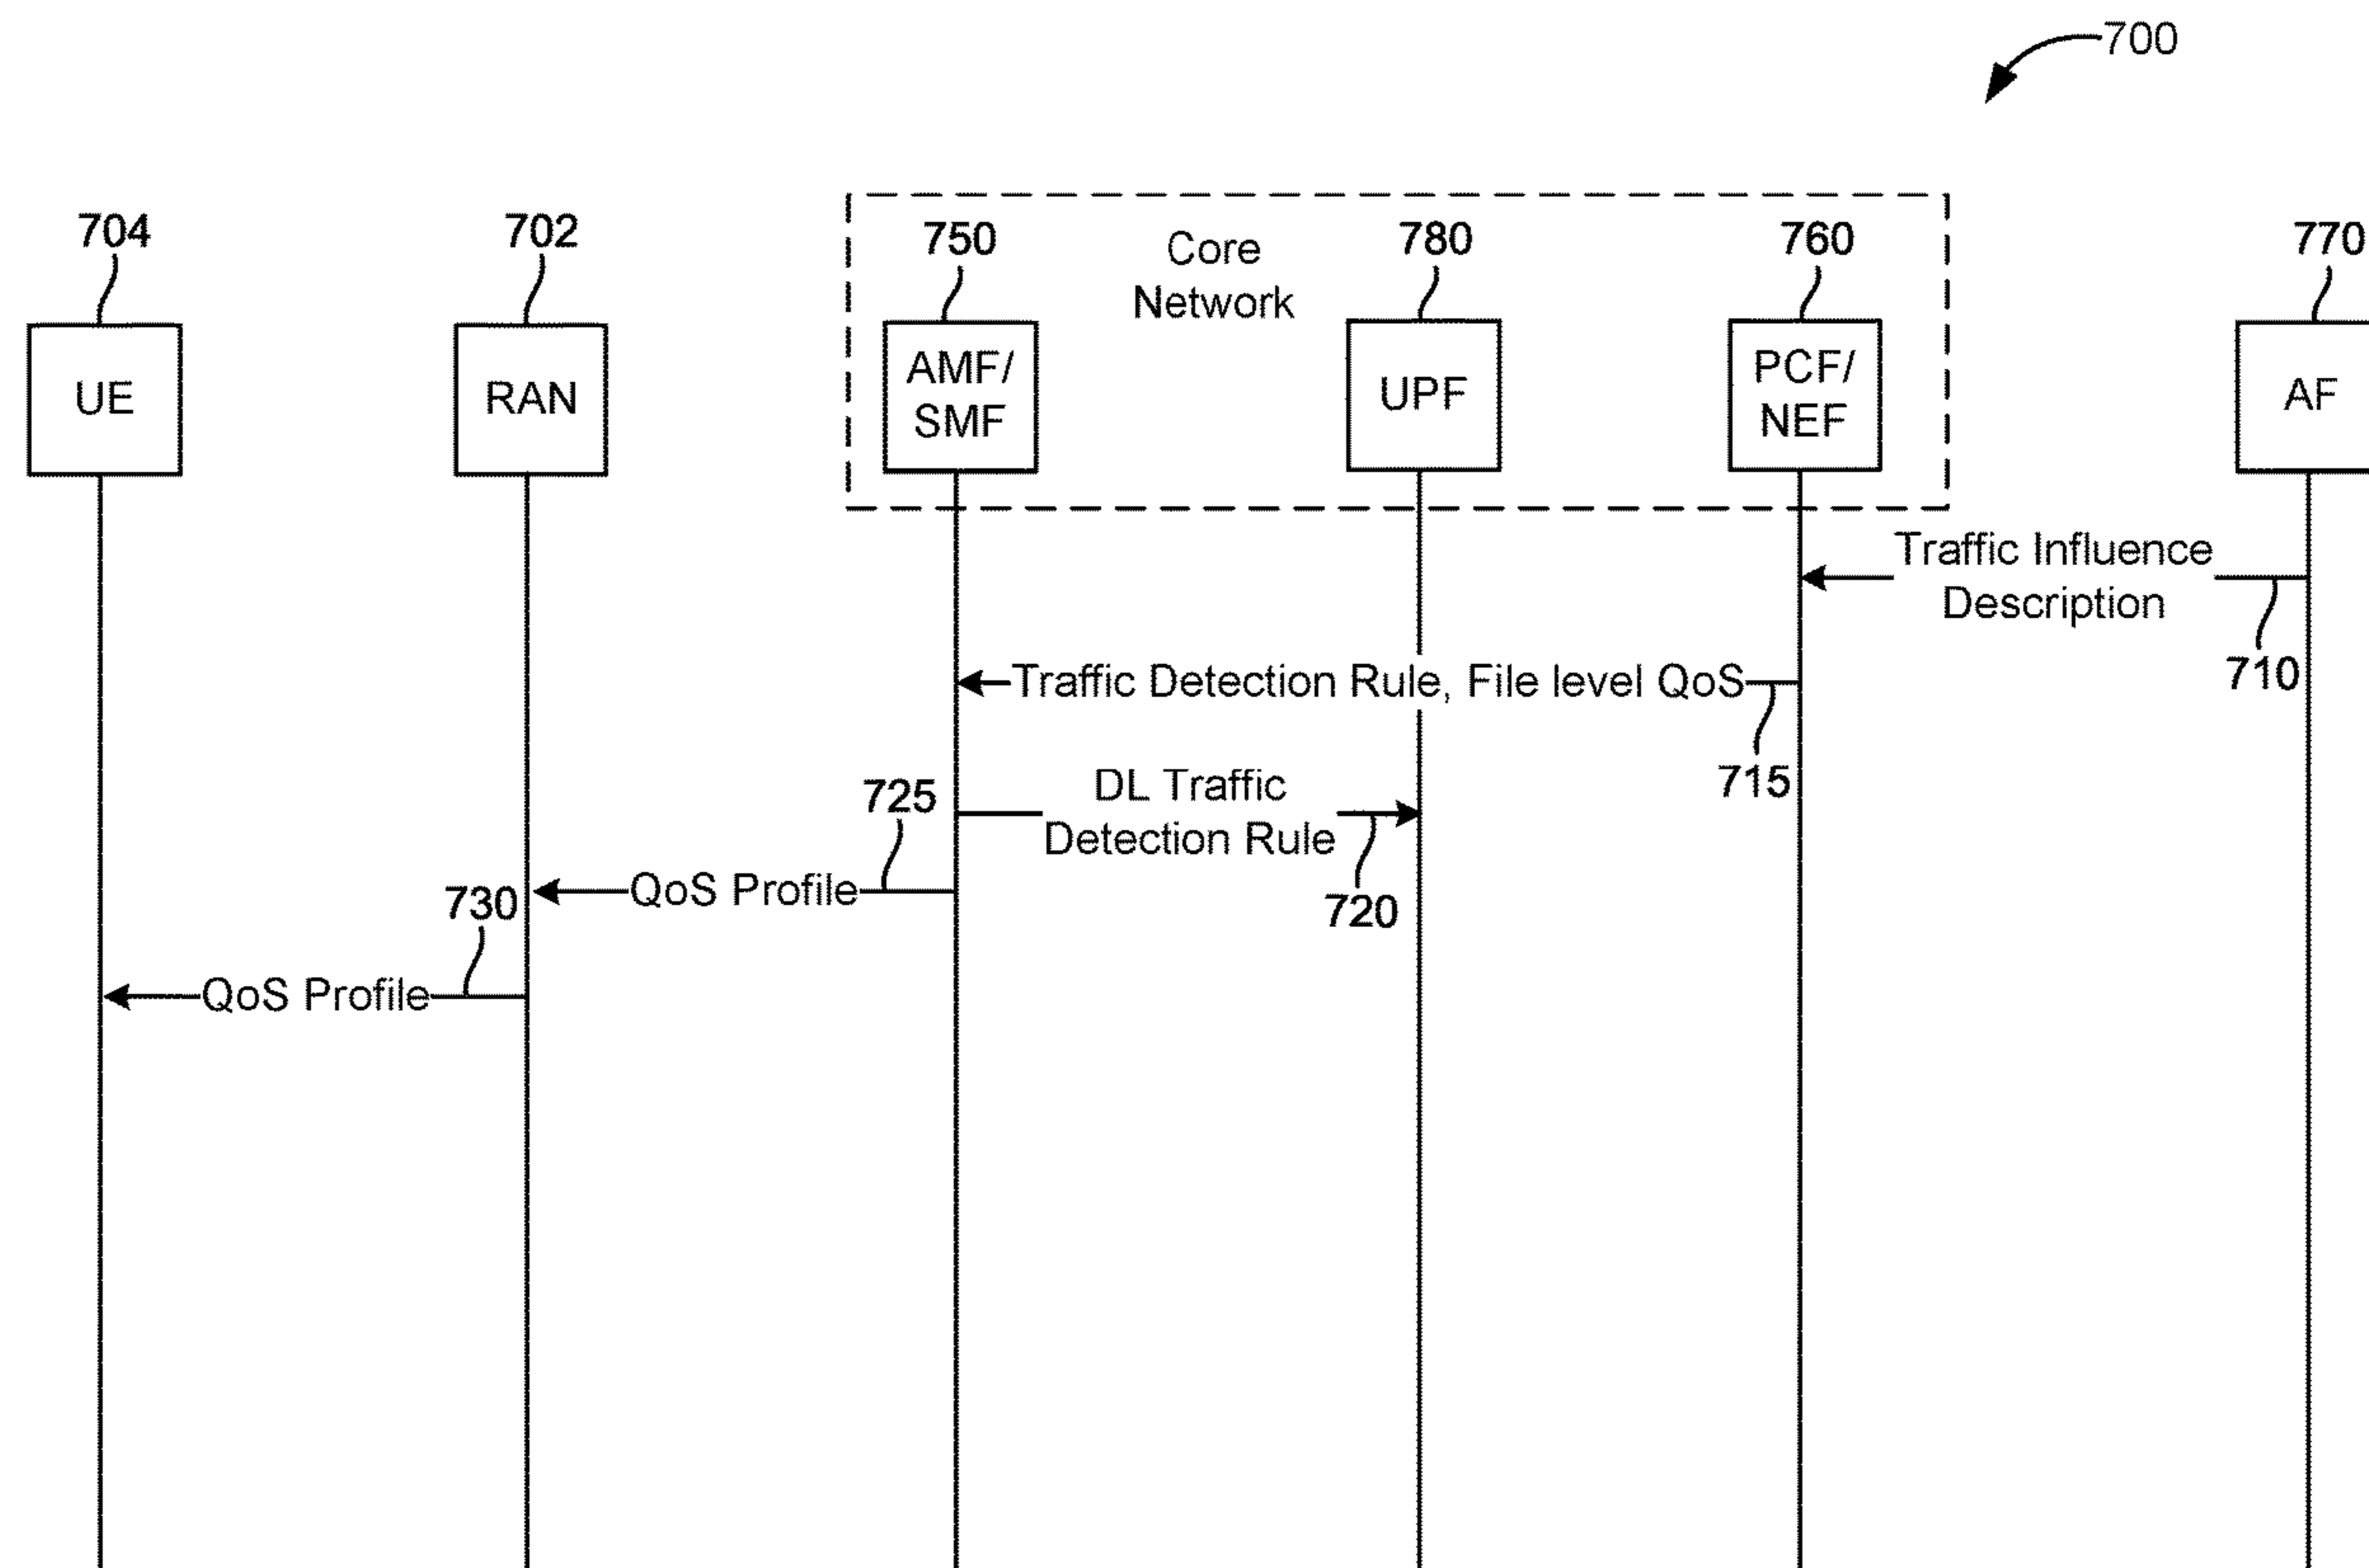 700
704
702
750
Core
Network
780
760
770
UE
RAN
AMF/
SMF
UPF
PCF/
NEF
AF
Traffic Influence
Description
710
Traffic Detection Rule, File level QoS
715
DL Traffic
Detection Rule
720
725
QoS Profile
730
QoS Profile